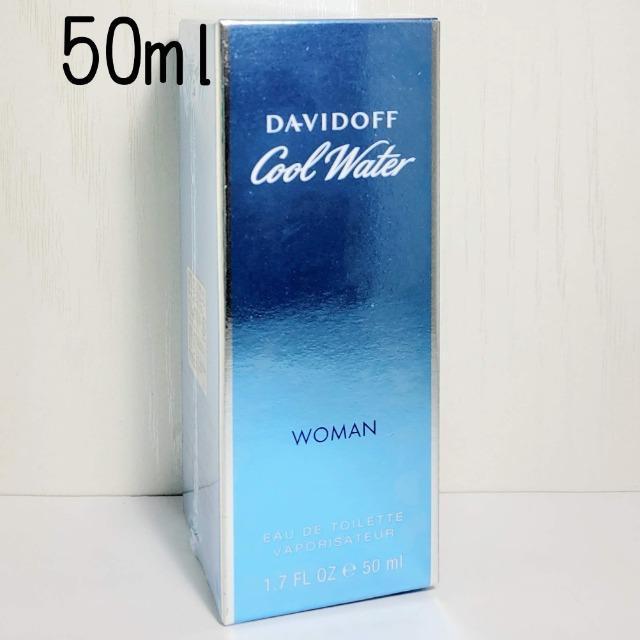 50ml
DAVIDOFF
Cool Water
WOMAN
EAU DE TOILETTE
VAPORISATEUR
1.7 FL OZ ℮ 50 ml